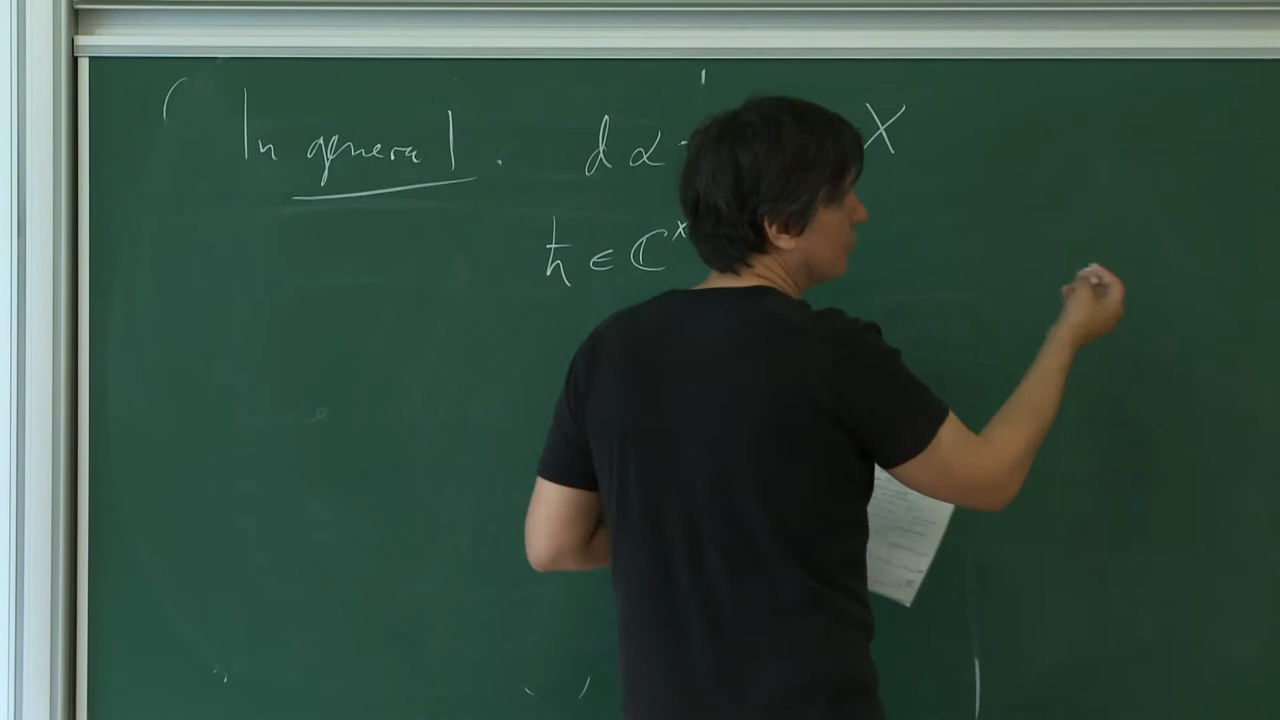 ( In general. dα X
ħ ∈ ℂ^×